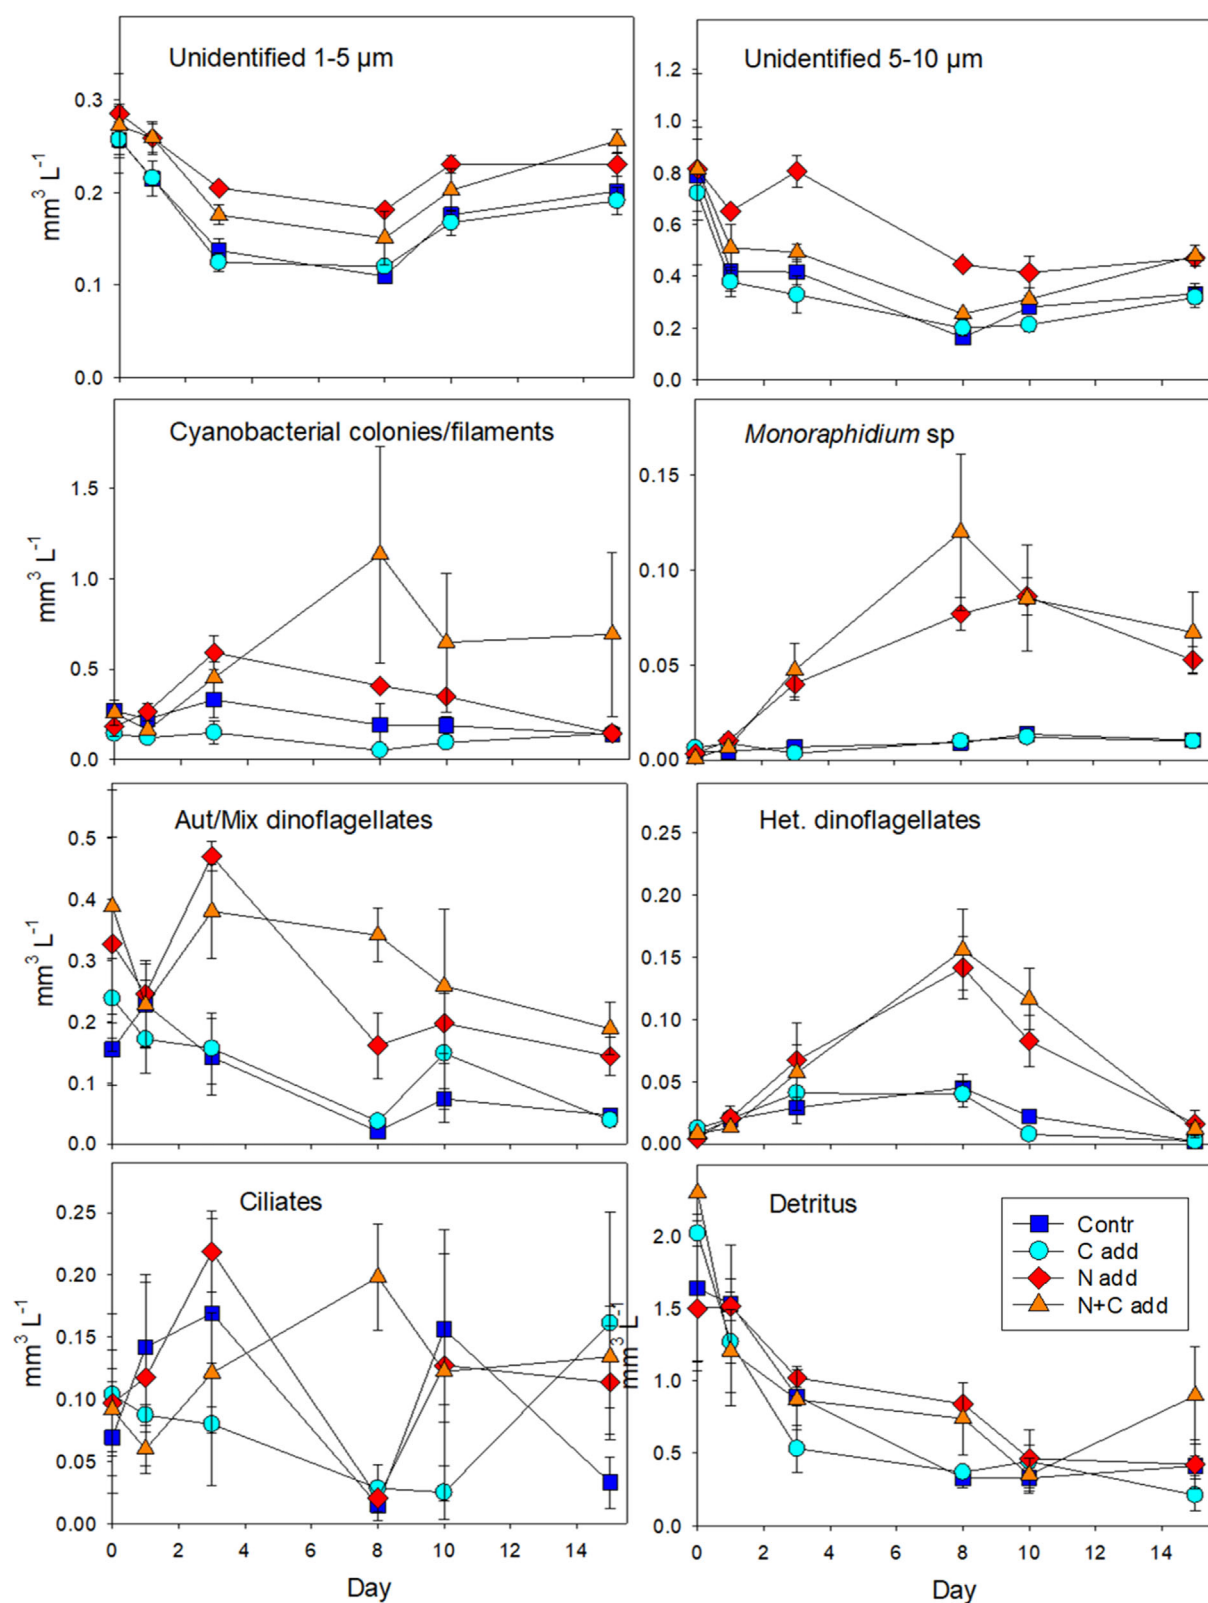 Unidentified 1-5 µm
0.3
0.2
0.1
0.0
mm³ L⁻¹
Unidentified 5-10 µm
1.2
1.0
0.8
0.6
0.4
0.2
0.0
Cyanobacterial colonies/filaments
1.5
1.0
0.5
0.0
mm³ L⁻¹
Monoraphidium sp
0.15
0.10
0.05
0.00
Aut/Mix dinoflagellates
0.5
0.4
0.3
0.2
0.1
0.0
mm³ L⁻¹
Het. dinoflagellates
0.25
0.20
0.15
0.10
0.05
0.00
Ciliates
0.25
0.20
0.15
0.10
0.05
0.00
mm³ L⁻¹
0 2 4 6 8 10 12 14
Day
Detritus
2.0
1.5
1.0
0.5
0.0
mm³ L⁻¹
Contr
C add
N add
N+C add
0 2 4 6 8 10 12 14
Day